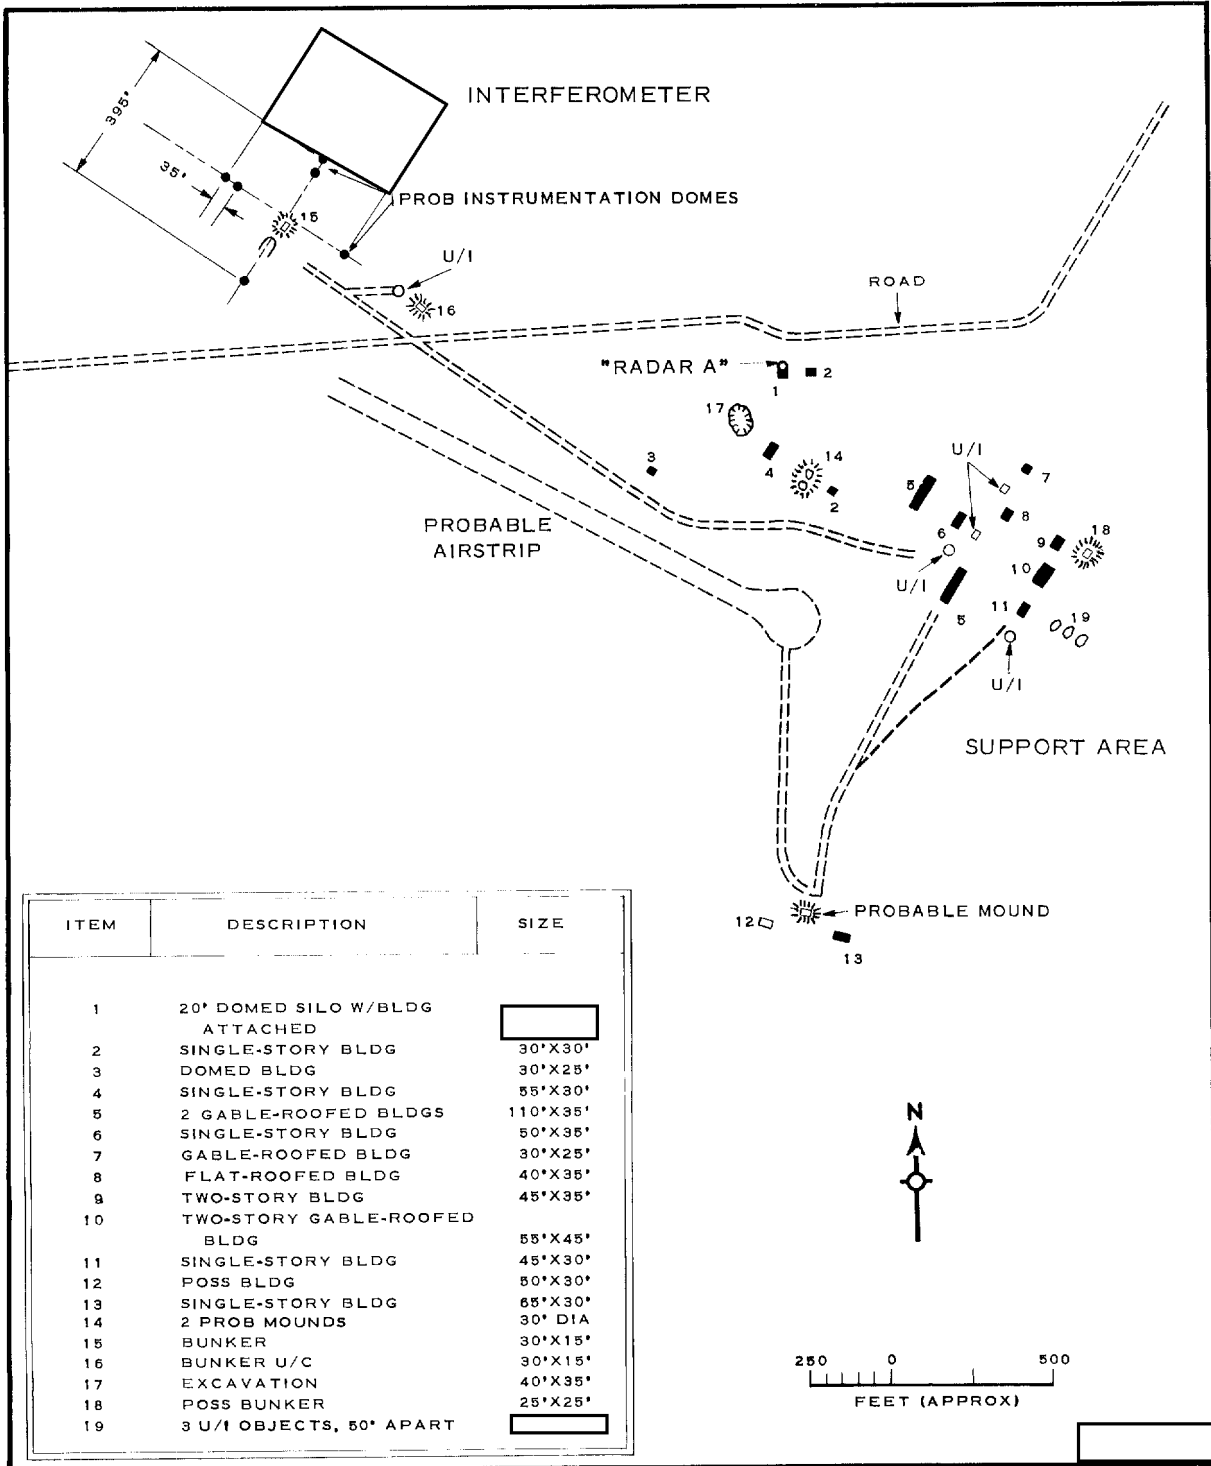 INTERFEROMETER
395'
35'
PROB INSTRUMENTATION DOMES
15
U/I
16
ROAD
"RADAR A"
1
2
17
3
4
14
2
5
U/I
7
6
8
PROBABLE
AIRSTRIP
9
18
10
U/I
5
11
19
U/I
SUPPORT AREA
12
PROBABLE MOUND
13
ITEM DESCRIPTION SIZE
1 20' DOMED SILO W/BLDG
ATTACHED
2 SINGLE-STORY BLDG 30'X30'
3 DOMED BLDG 30'X25'
4 SINGLE-STORY BLDG 55'X30'
5 2 GABLE-ROOFED BLDGS 110'X35'
6 SINGLE-STORY BLDG 50'X35'
7 GABLE-ROOFED BLDG 30'X25'
8 FLAT-ROOFED BLDG 40'X35'
9 TWO-STORY BLDG 45'X35'
10 TWO-STORY GABLE-ROOFED
BLDG 55'X45'
11 SINGLE-STORY BLDG 45'X30'
12 POSS BLDG 50'X30'
13 SINGLE-STORY BLDG 65'X30'
14 2 PROB MOUNDS 30' DIA
15 BUNKER 30'X15'
16 BUNKER U/C 30'X15'
17 EXCAVATION 40'X35'
18 POSS BUNKER 25'X25'
19 3 U/I OBJECTS, 50' APART
N
250 0 500
FEET (APPROX)